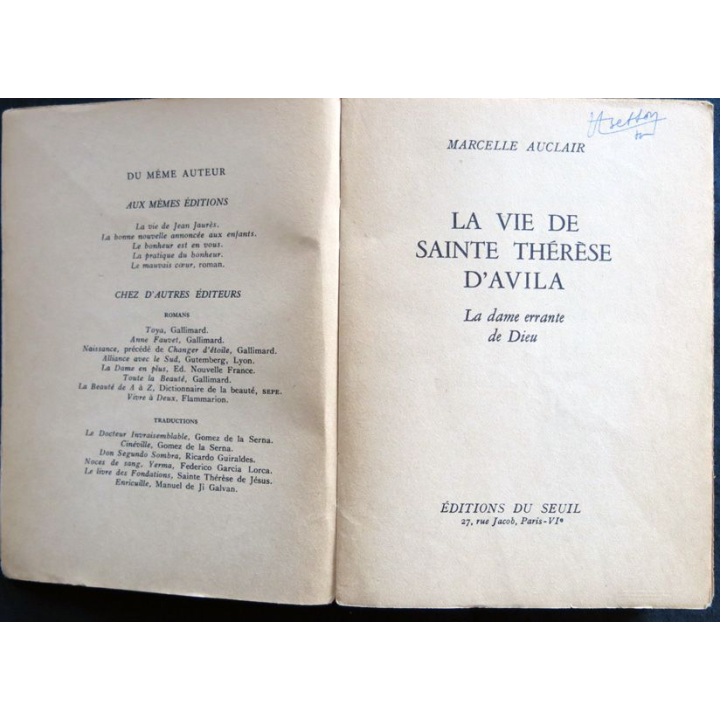 DU MÊME AUTEUR
AUX MÊMES ÉDITIONS
La vie de Jean Jaurès.
La bonne nouvelle annoncée aux enfants.
Le bonheur est en vous.
La pratique du bonheur.
Le mauvais cœur, roman.
CHEZ D'AUTRES ÉDITEURS
ROMANS
Toya, Gallimard.
Anne Fauvet, Gallimard.
Naissance, précédé de Changer d'étoile, Gallimard.
Alliance avec le Sud, Gutemberg, Lyon.
La Dame en plus, Ed. Nouvelle France.
Toute la Beauté, Gallimard.
La Beauté de A à Z, Dictionnaire de la beauté, SEPE.
Vivre à Deux, Flammarion.
TRADUCTIONS
Le Docteur Invraisemblable, Gomez de la Serna.
Cinéville, Gomez de la Serna.
Don Segundo Sombra, Ricardo Guiraldes.
Noces de sang, Yerma, Federico Garcia Lorca.
Le livre des Fondations, Sainte Thérèse de Jésus.
Enriculle, Manuel de Ji Galvan.
MARCELLE AUCLAIR
LA VIE DE
SAINTE THÉRÈSE
D'AVILA
La dame errante
de Dieu
ÉDITIONS DU SEUIL
27, rue Jacob, Paris-VIe